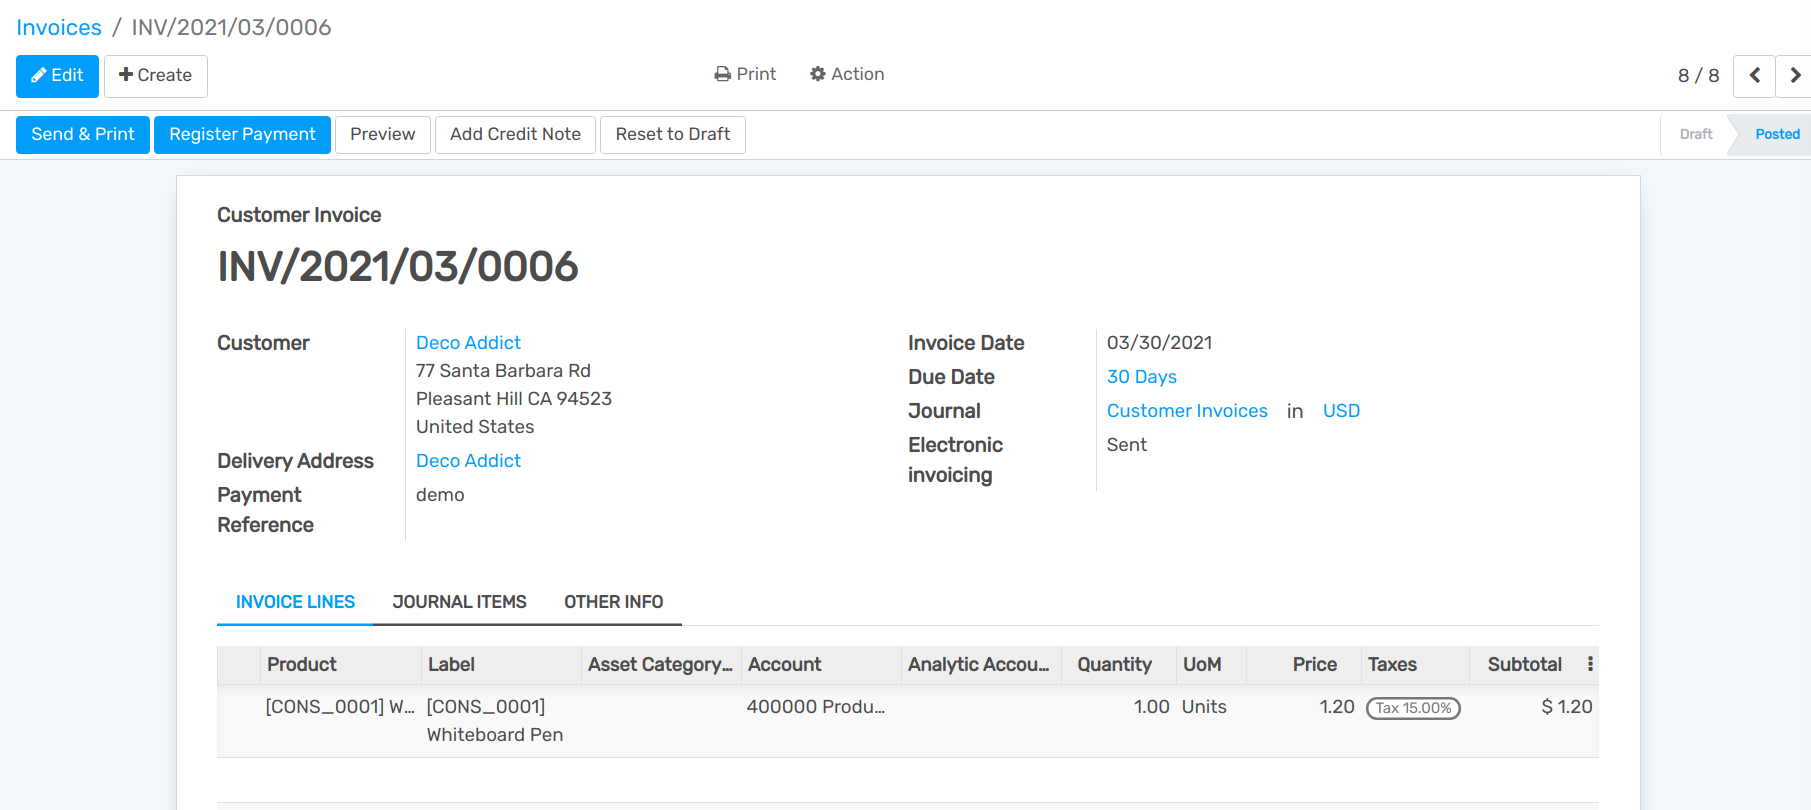 Invoices / INV/2021/03/0006
Edit Create Print Action 8 / 8
Send & Print Register Payment Preview Add Credit Note Reset to Draft Draft Posted
Customer Invoice
INV/2021/03/0006
Customer Deco Addict
77 Santa Barbara Rd
Pleasant Hill CA 94523
United States
Delivery Address Deco Addict
Payment Reference demo
Invoice Date 03/30/2021
Due Date 30 Days
Journal Customer Invoices in USD
Electronic invoicing Sent
INVOICE LINES JOURNAL ITEMS OTHER INFO
Product Label Asset Category... Account Analytic Accou... Quantity UoM Price Taxes Subtotal
[CONS_0001] W... [CONS_0001] 400000 Produ... 1.00 Units 1.20 Tax 15.00% $ 1.20
Whiteboard Pen